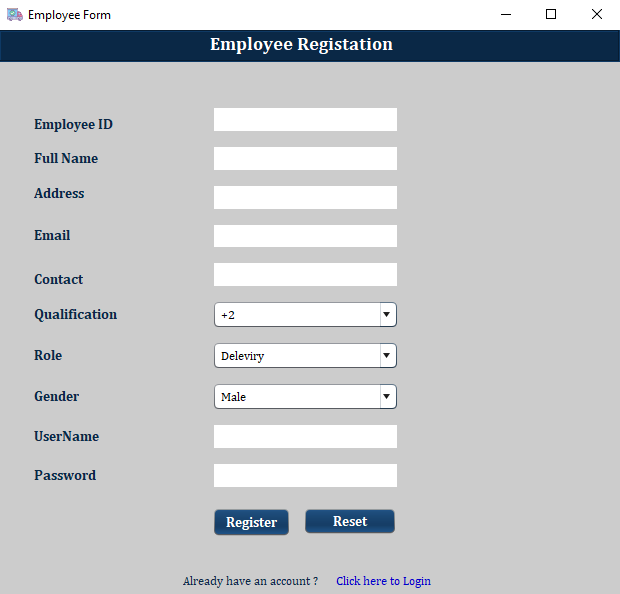 Employee Form
Employee Registation
Employee ID
Full Name
Address
Email
Contact
Qualification +2
Role Deleviry
Gender Male
UserName
Password
Register Reset
Already have an account ? Click here to Login